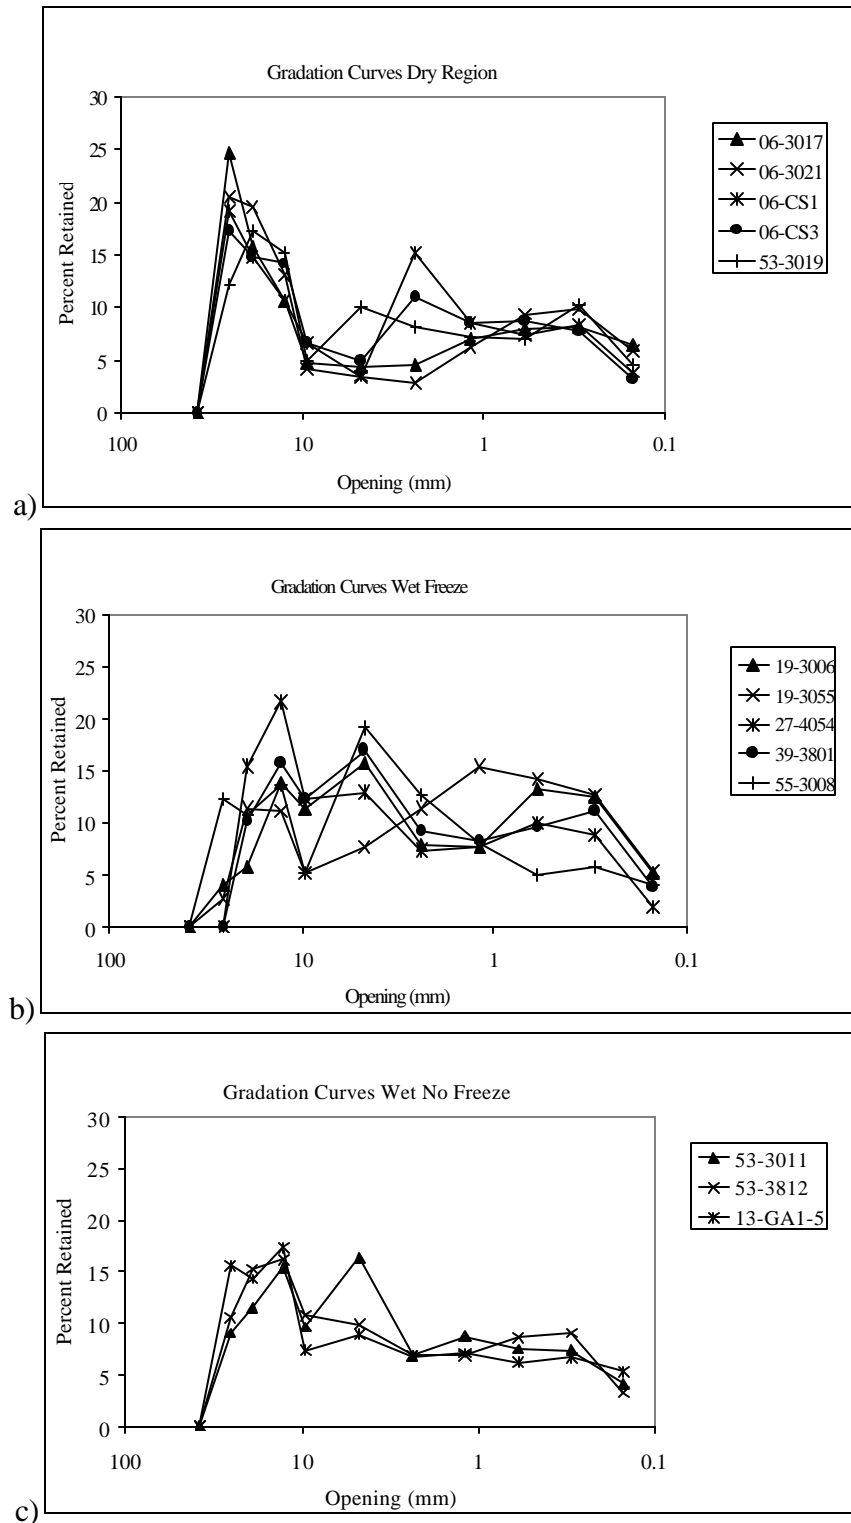 Gradation Curves Dry Region
30
25
20
15
10
5
0
Percent Retained
100 10 1 0.1
Opening (mm)
06-3017
06-3021
06-CS1
06-CS3
53-3019
a)
Gradation Curves Wet Freeze
30
25
20
15
10
5
0
Percent Retained
100 10 1 0.1
Opening (mm)
19-3006
19-3055
27-4054
39-3801
55-3008
b)
Gradation Curves Wet No Freeze
30
25
20
15
10
5
0
Percent Retained
100 10 1 0.1
Opening (mm)
53-3011
53-3812
13-GA1-5
c)